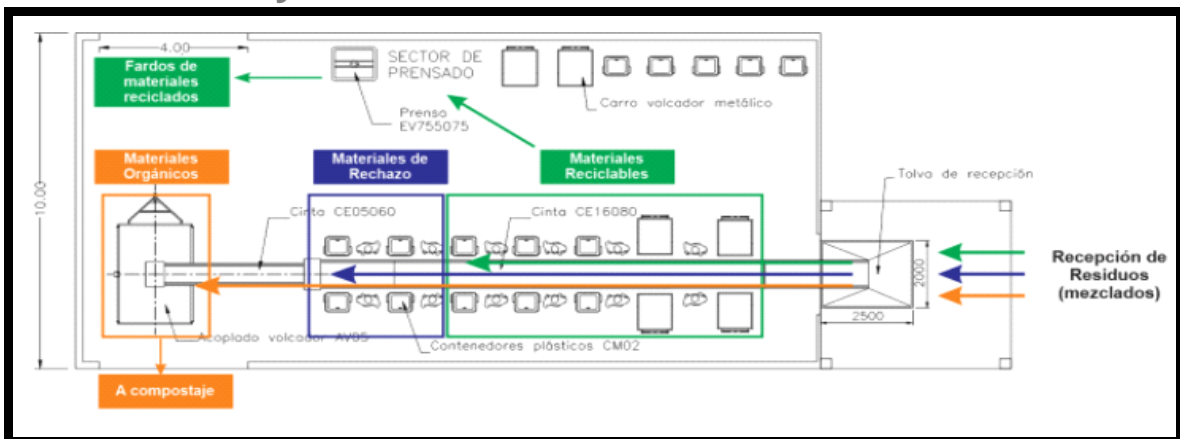 4.00
Fardos de
materiales
reciclados
SECTOR DE
PRENSADO
Prensa
EV755075
Carro volcador metálico
Materiales
Orgánicos
Materiales de
Rechazo
Materiales
Reciclables
Tolva de recepción
10.00
Cinta CE05060
Cinta CE16080
Recepción de
Residuos
(mezclados)
2000
2500
Acoplado volcador AV05
Contenedores plásticos CM02
A compostaje